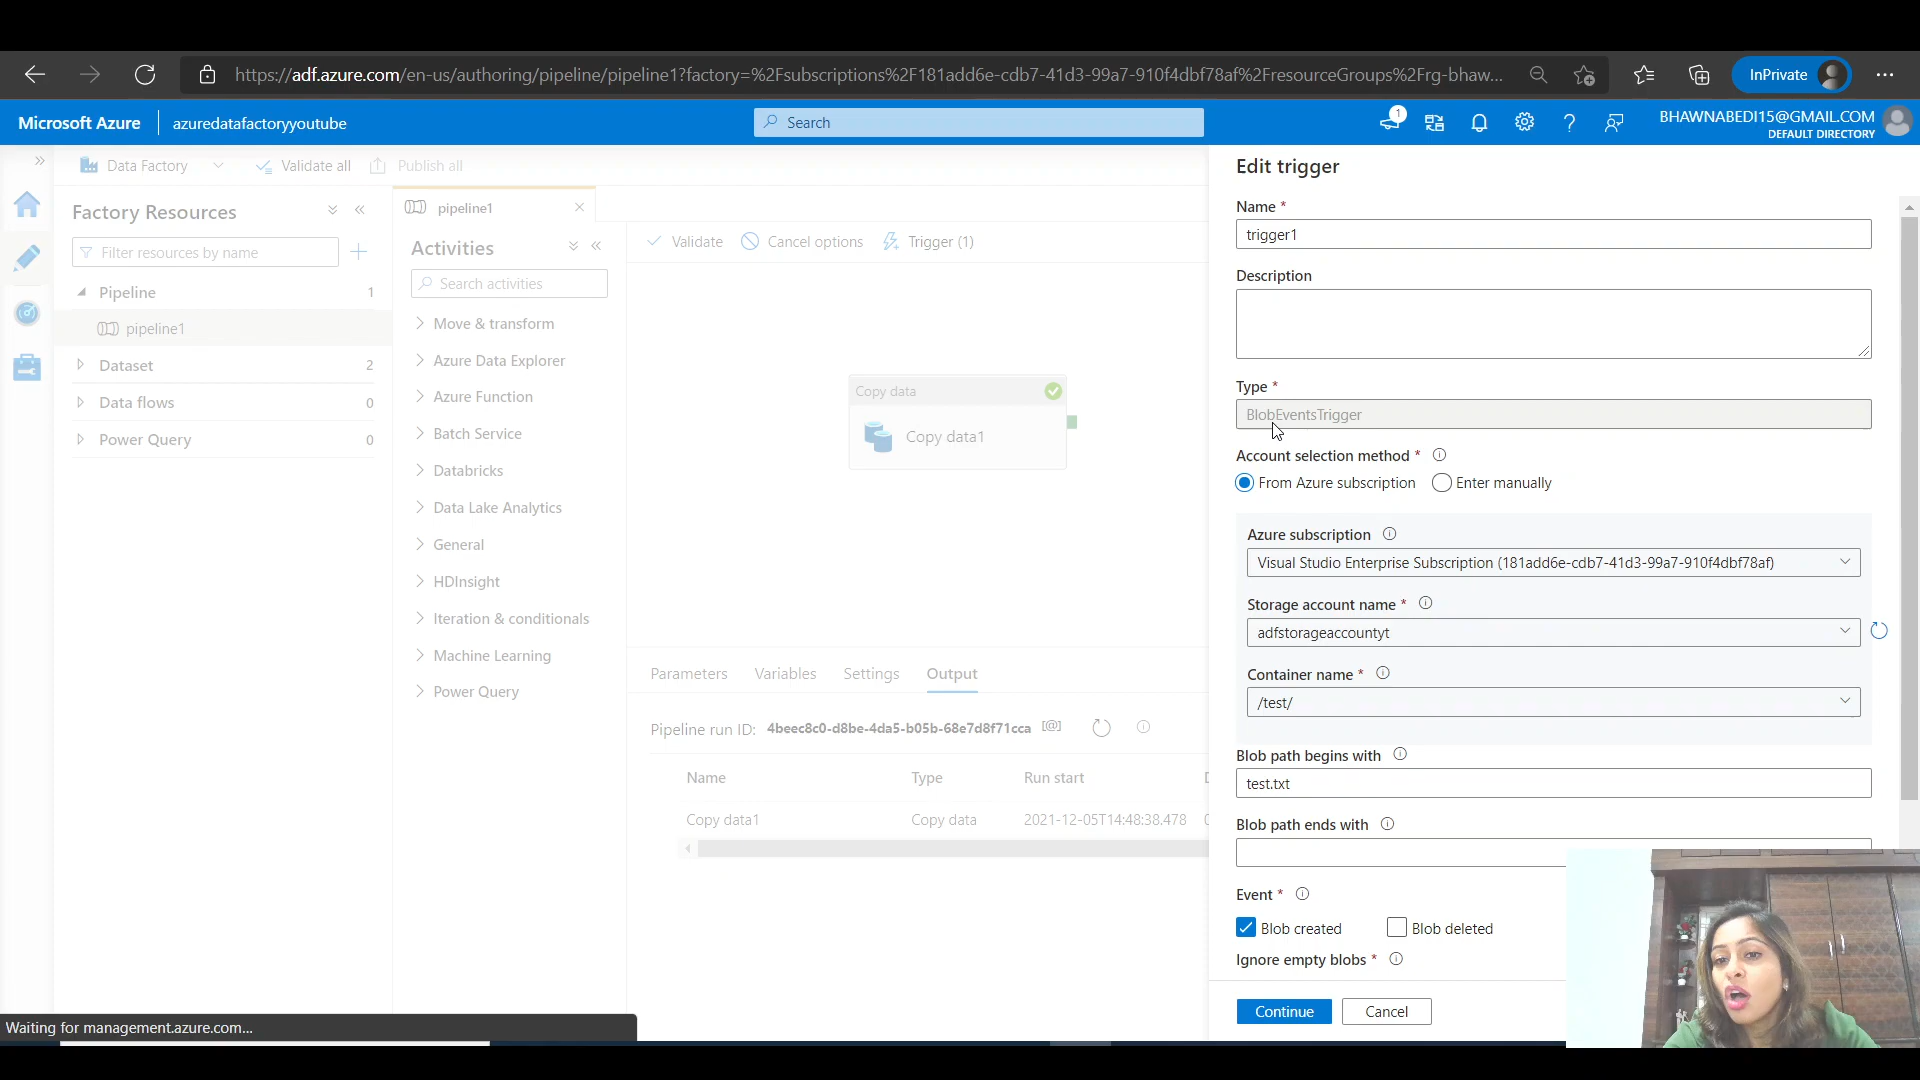 https://adf.azure.com/en-us/authoring/pipeline/pipeline1?factory=%2Fsubscriptions%2F181add6e-cdb7-41d3-99a7-910f4dbf78af%2FresourceGroups%2Frg-bhaw...
InPrivate
Microsoft Azure
azuredatafactoryyoutube
Search
1
BHAWNABEDI15@GMAIL.COM
DEFAULT DIRECTORY
Data Factory
Validate all
Publish all
Factory Resources
Filter resources by name
Pipeline 1
pipeline1
Dataset 2
Data flows 0
Power Query 0
pipeline1
Activities
Search activities
Move & transform
Azure Data Explorer
Azure Function
Batch Service
Databricks
Data Lake Analytics
General
HDInsight
Iteration & conditionals
Machine Learning
Power Query
Validate
Cancel options
Trigger (1)
Copy data
Copy data1
Parameters
Variables
Settings
Output
Pipeline run ID: 4beec8c0-d8be-4da5-b05b-68e7d8f71cca [@]
Name Type Run start
Copy data1 Copy data 2021-12-05T14:48:38.478
Edit trigger
Name *
trigger1
Description
Type *
BlobEventsTrigger
Account selection method *
From Azure subscription
Enter manually
Azure subscription
Visual Studio Enterprise Subscription (181add6e-cdb7-41d3-99a7-910f4dbf78af)
Storage account name *
adfstorageaccountyt
Container name *
/test/
Blob path begins with
test.txt
Blob path ends with
Event *
Blob created
Blob deleted
Ignore empty blobs *
Continue
Cancel
Waiting for management.azure.com...